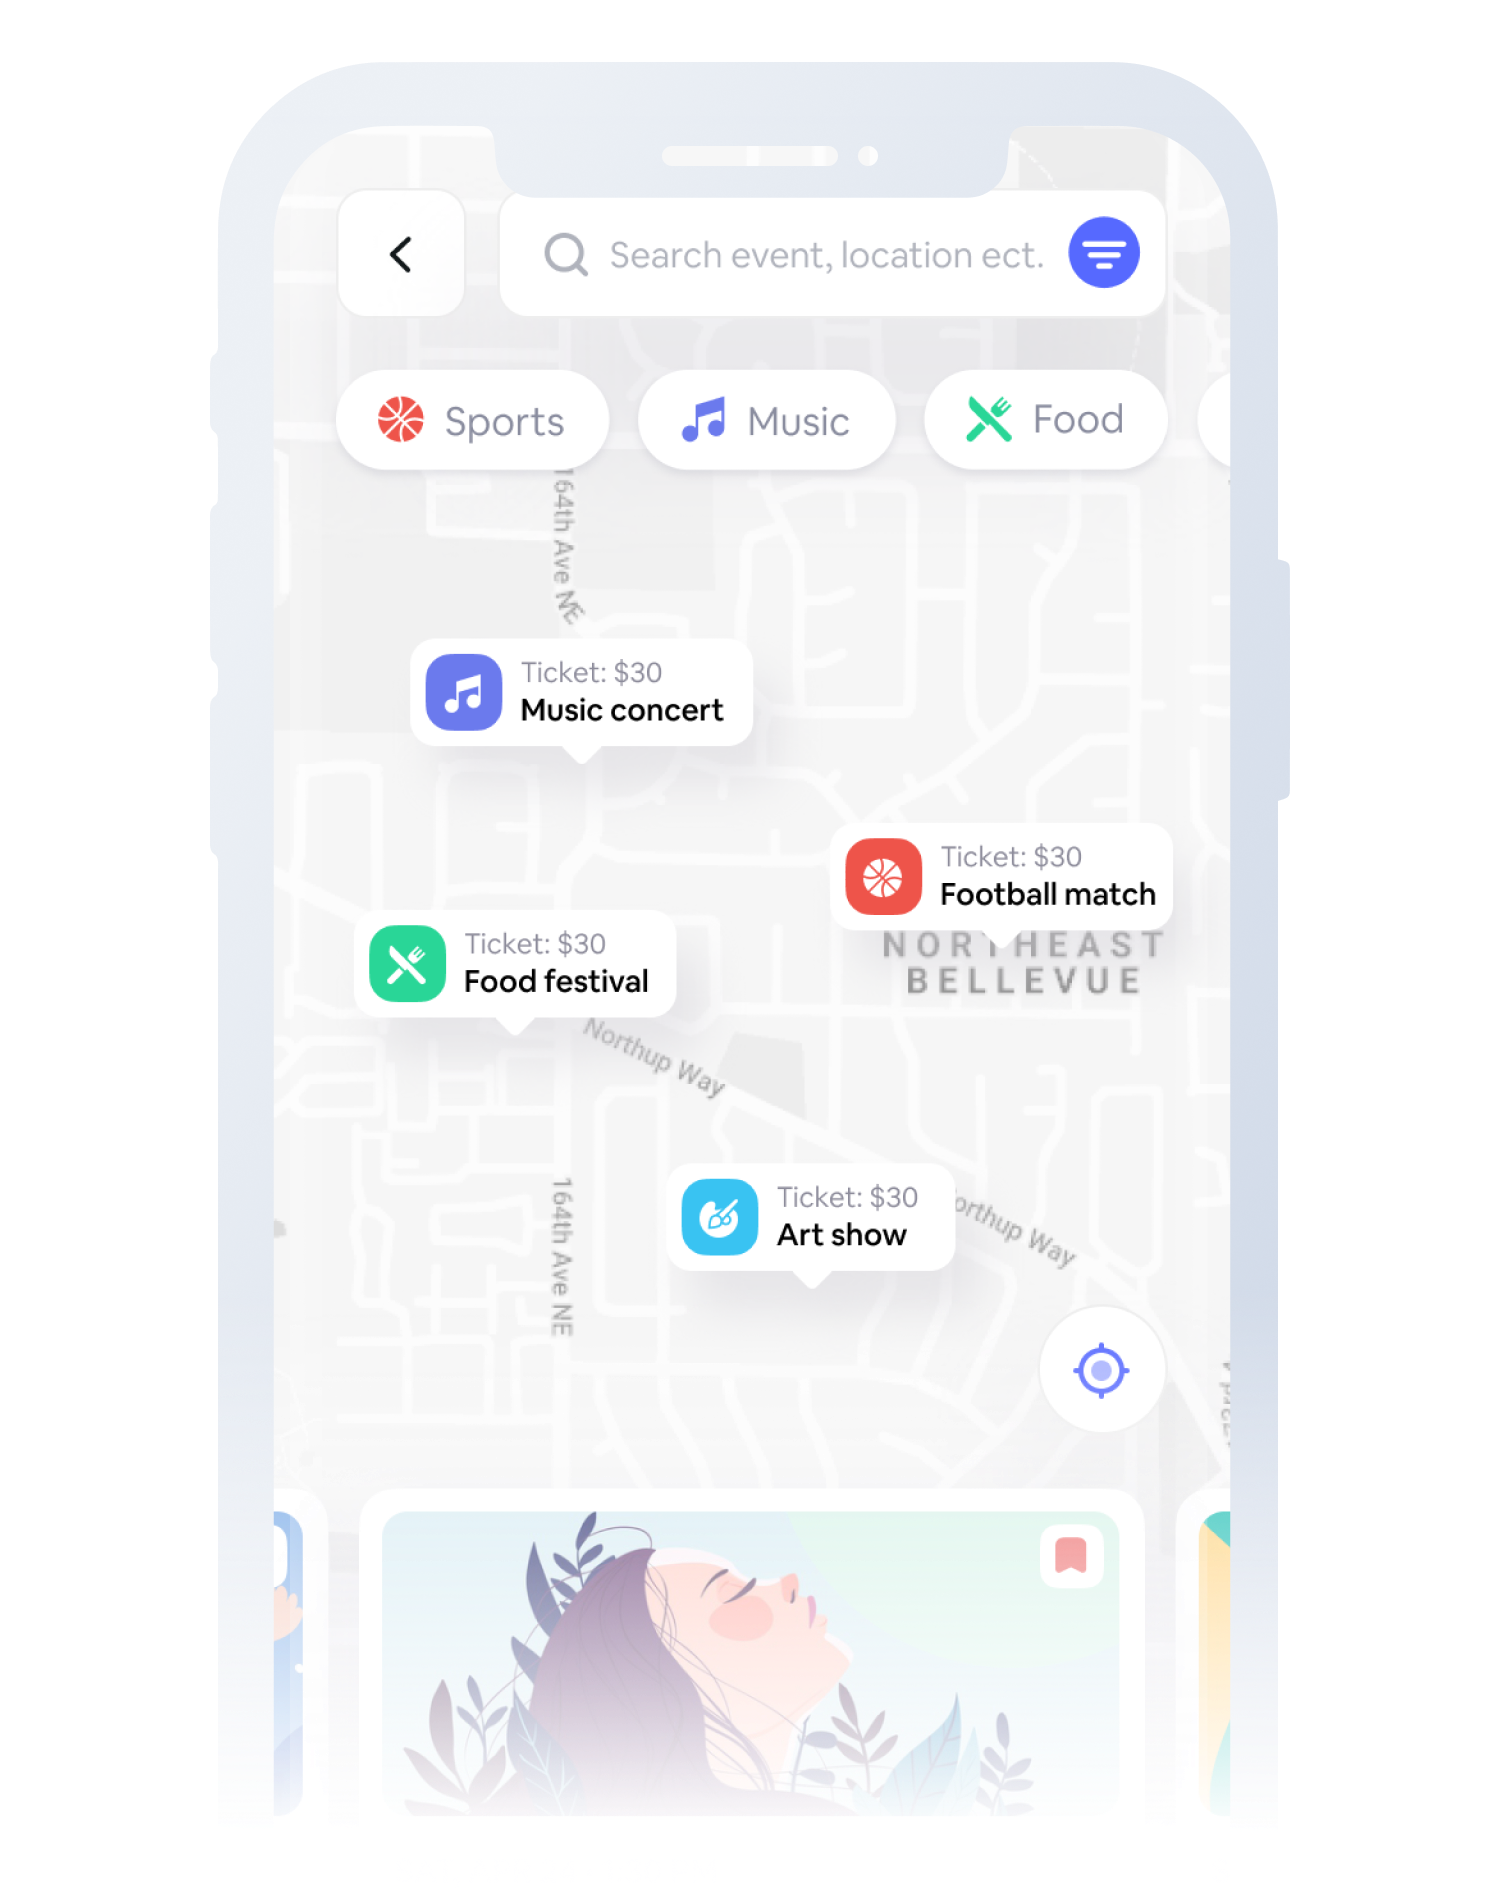 Search event, location ect.
Sports
Music
Food
164th Ave NE
Ticket: $30
Music concert
Ticket: $30
Football match
NORTHEAST
BELLEVUE
Ticket: $30
Food festival
Northup Way
Ticket: $30
Art show
orthup Way
164th Ave NE